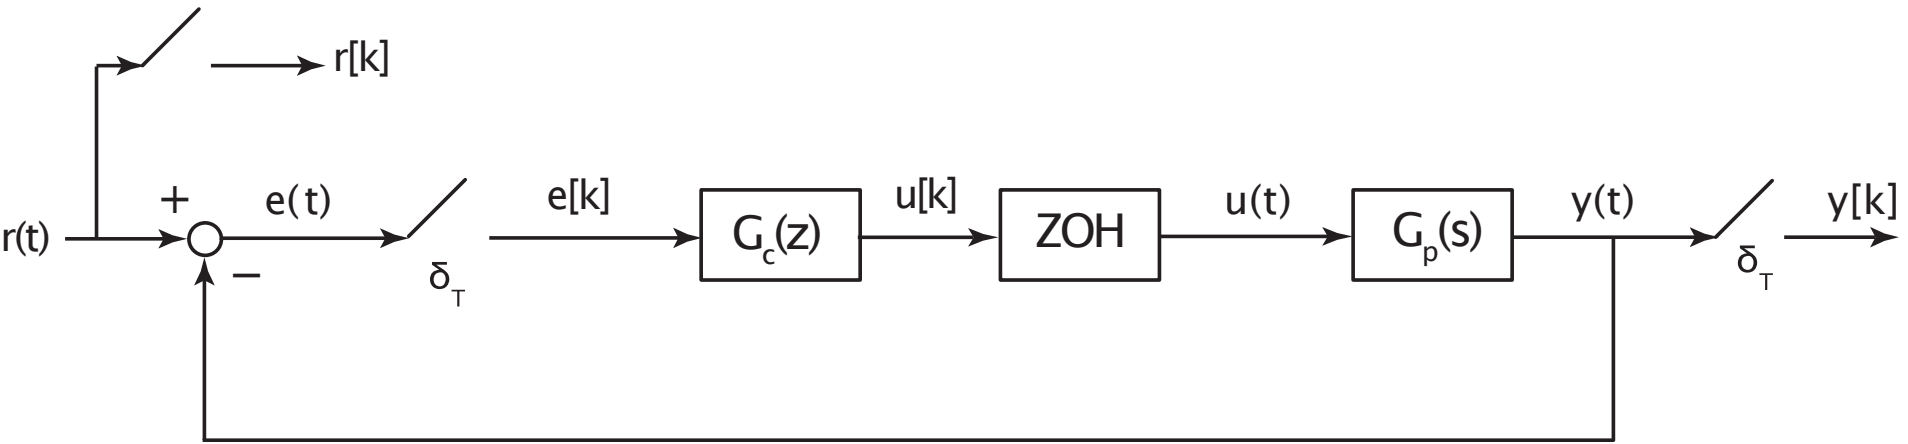 r[k]
+ e(t) e[k] G_c(z) u[k] ZOH u(t) G_p(s) y(t) y[k]
r(t)
− δ_T δ_T